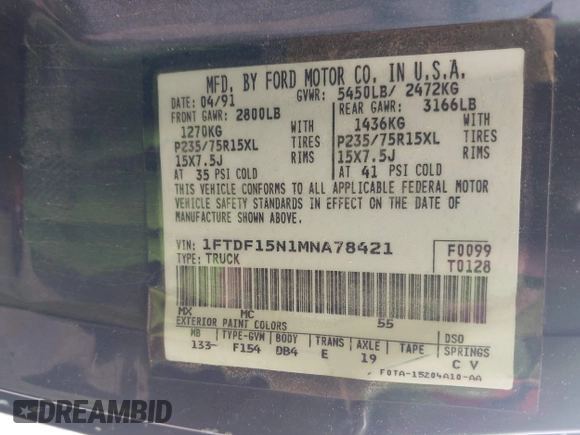 MFD. BY FORD MOTOR CO. IN U.S.A.
DATE: 04/91 GVWR: 5450LB/ 2472KG
FRONT GAWR: 2800LB REAR GAWR: 3166LB
1270KG WITH 1436KG WITH
P235/75R15XL TIRES P235/75R15XL TIRES
15X7.5J RIMS 15X7.5J RIMS
AT 35 PSI COLD AT 41 PSI COLD
THIS VEHICLE CONFORMS TO ALL APPLICABLE FEDERAL MOTOR
VEHICLE SAFETY STANDARDS IN EFFECT ON THE DATE OF MANUFACTURE
SHOWN ABOVE.
VIN: 1FTDF15N1MNA78421 F0099
TYPE: TRUCK T0128
MX MC 55
EXTERIOR PAINT COLORS DSO
WB TYPE-GVW BODY TRANS AXLE TAPE SPRINGS
133 F154 DB4 E 19 C V
F0TA-15204A10-AA
DREAMBID